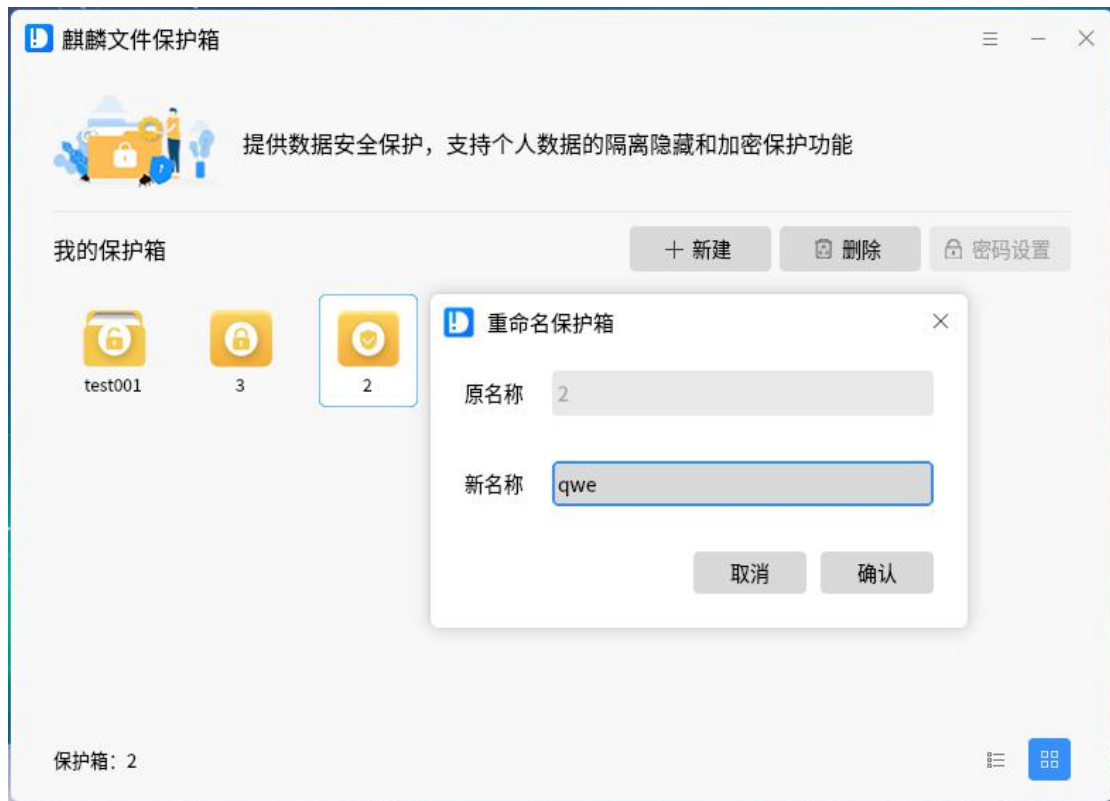 麒麟文件保护箱
提供数据安全保护，支持个人数据的隔离隐藏和加密保护功能
我的保护箱
新建 删除 密码设置
test001 3 2
重命名保护箱
原名称 2
新名称 qwe
取消 确认
保护箱：2